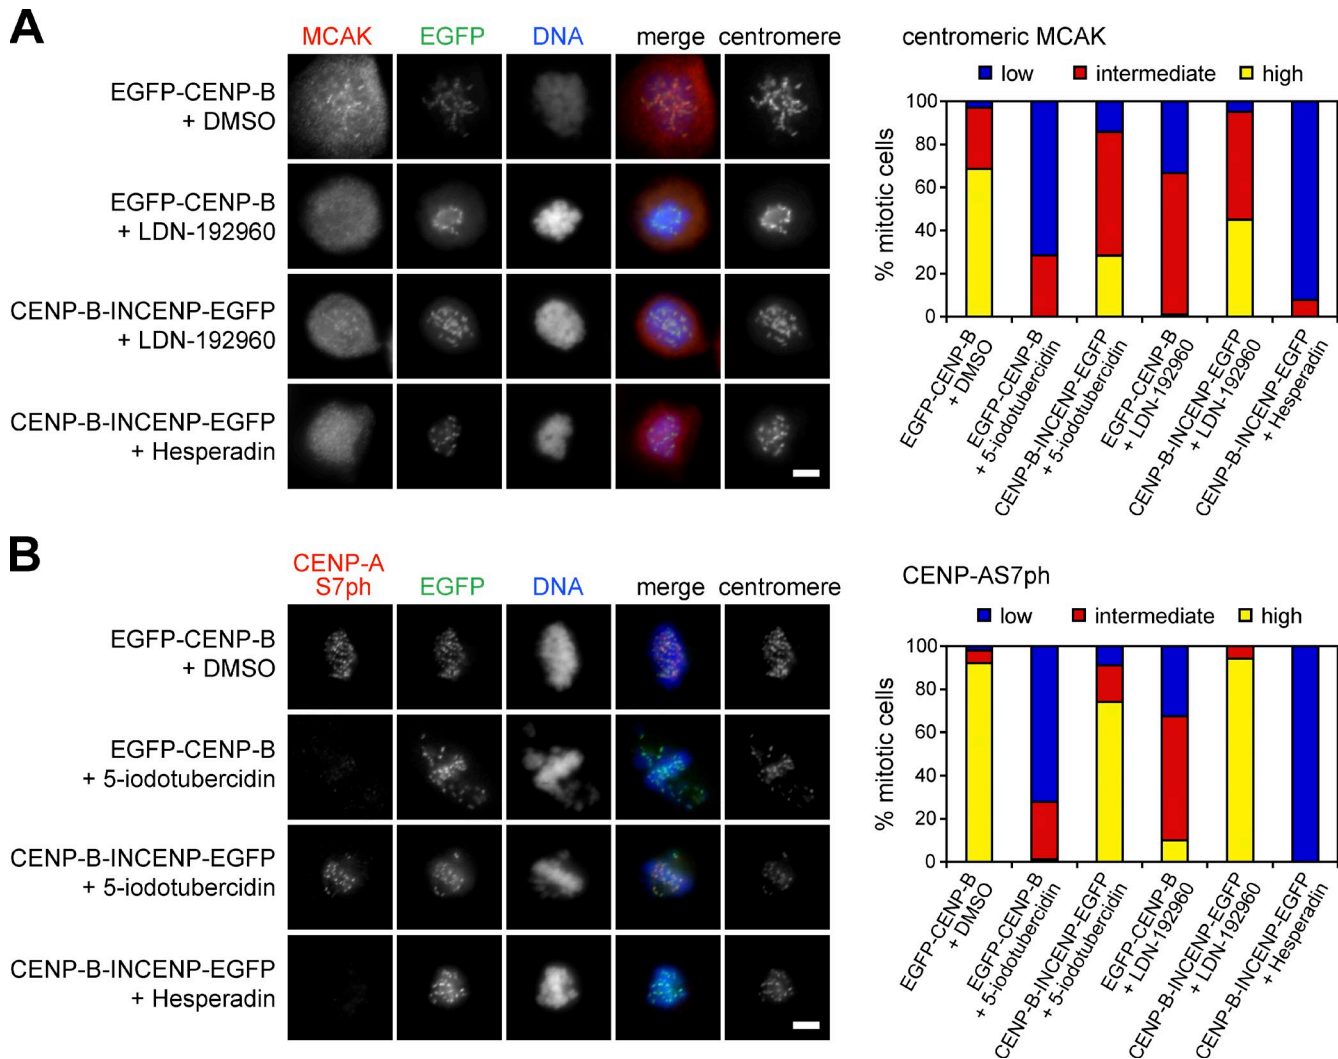 A
MCAK EGFP DNA merge centromere
EGFP-CENP-B
+ DMSO
EGFP-CENP-B
+ LDN-192960
CENP-B-INCENP-EGFP
+ LDN-192960
CENP-B-INCENP-EGFP
+ Hesperadin
centromeric MCAK
low intermediate high
% mitotic cells
100
80
60
40
20
0
EGFP-CENP-B
+ DMSO
EGFP-CENP-B
+ 5-iodotubercidin
CENP-B-INCENP-EGFP
+ 5-iodotubercidin
EGFP-CENP-B
+ LDN-192960
CENP-B-INCENP-EGFP
+ LDN-192960
CENP-B-INCENP-EGFP
+ Hesperadin
B
CENP-A
S7ph EGFP DNA merge centromere
EGFP-CENP-B
+ DMSO
EGFP-CENP-B
+ 5-iodotubercidin
CENP-B-INCENP-EGFP
+ 5-iodotubercidin
CENP-B-INCENP-EGFP
+ Hesperadin
CENP-AS7ph
low intermediate high
% mitotic cells
100
80
60
40
20
0
EGFP-CENP-B
+ DMSO
EGFP-CENP-B
+ 5-iodotubercidin
CENP-B-INCENP-EGFP
+ 5-iodotubercidin
EGFP-CENP-B
+ LDN-192960
CENP-B-INCENP-EGFP
+ LDN-192960
CENP-B-INCENP-EGFP
+ Hesperadin